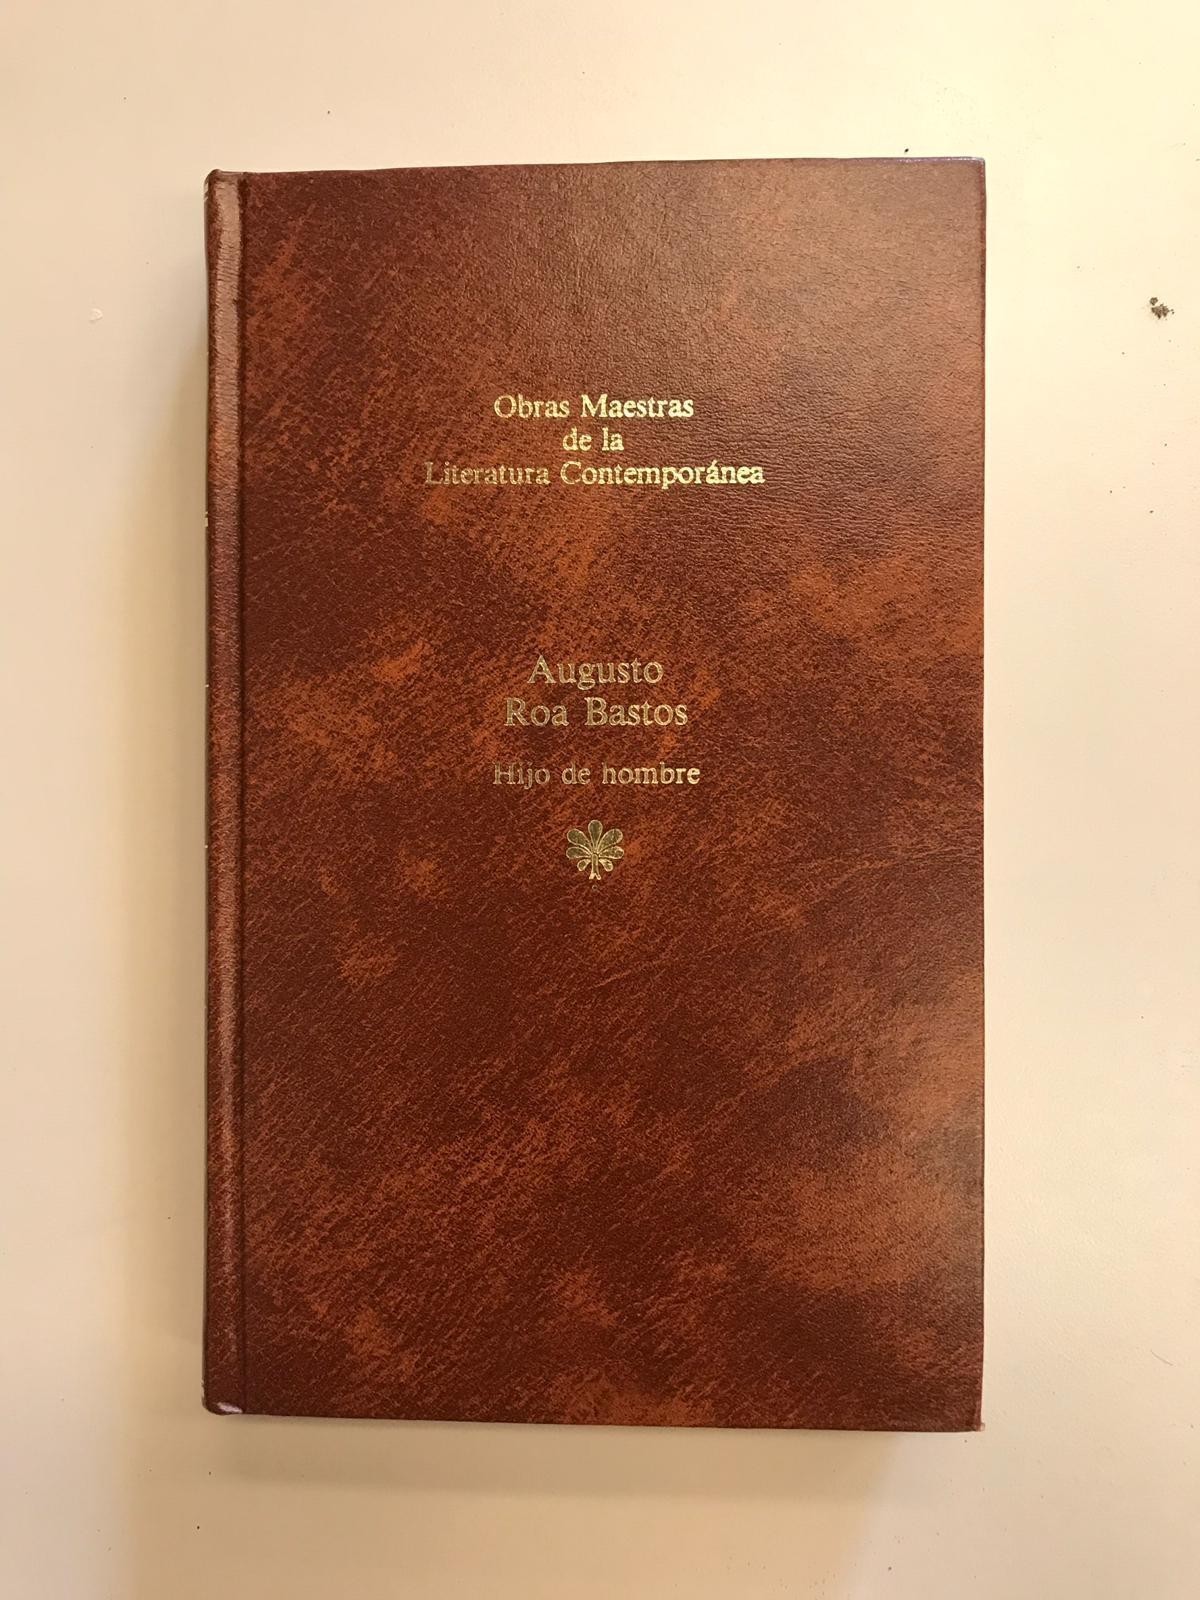 Obras Maestras
de la
Literatura Contemporánea
Augusto
Roa Bastos
Hijo de hombre